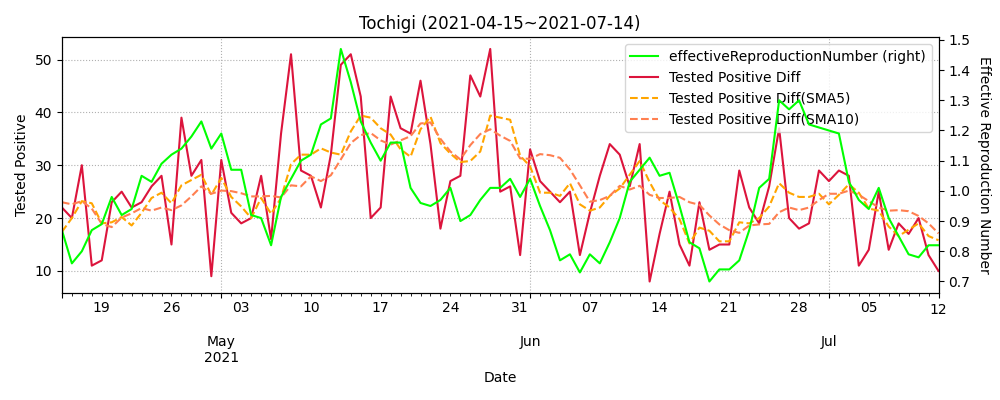 Tochigi (2021-04-15~2021-07-14)
effectiveReproductionNumber (right)
Tested Positive Diff
Tested Positive Diff(SMA5)
Tested Positive Diff(SMA10)
Tested Positive
50
40
30
20
10
1.5
1.4
1.3
1.2
1.1
1.0
0.9
0.8
0.7
Effective Reproduction Number
19 26 03 10 17 24 31 07 14 21 28 05 12
May Jun Jul
2021
Date